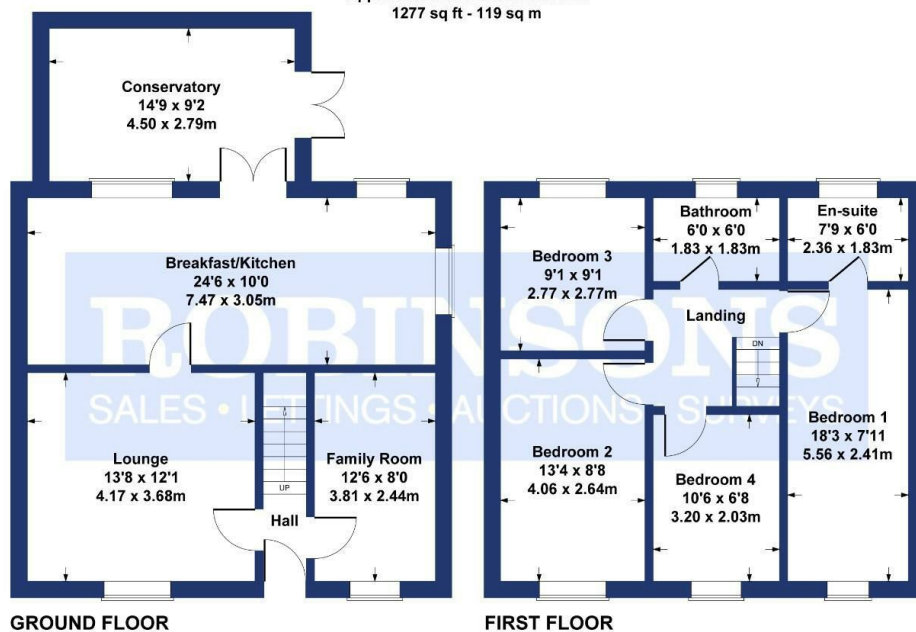 1277 sq ft - 119 sq m
Conservatory
14'9 x 9'2
4.50 x 2.79m
Breakfast/Kitchen
24'6 x 10'0
7.47 x 3.05m
Lounge
13'8 x 12'1
4.17 x 3.68m
UP
Hall
Family Room
12'6 x 8'0
3.81 x 2.44m
GROUND FLOOR
Bedroom 3
9'1 x 9'1
2.77 x 2.77m
Bathroom
6'0 x 6'0
1.83 x 1.83m
En-suite
7'9 x 6'0
2.36 x 1.83m
Landing
DN
Bedroom 1
18'3 x 7'11
5.56 x 2.41m
Bedroom 2
13'4 x 8'8
4.06 x 2.64m
Bedroom 4
10'6 x 6'8
3.20 x 2.03m
FIRST FLOOR
ROBINSONS
SALES • LETTINGS • AUCTIONS • SURVEYS